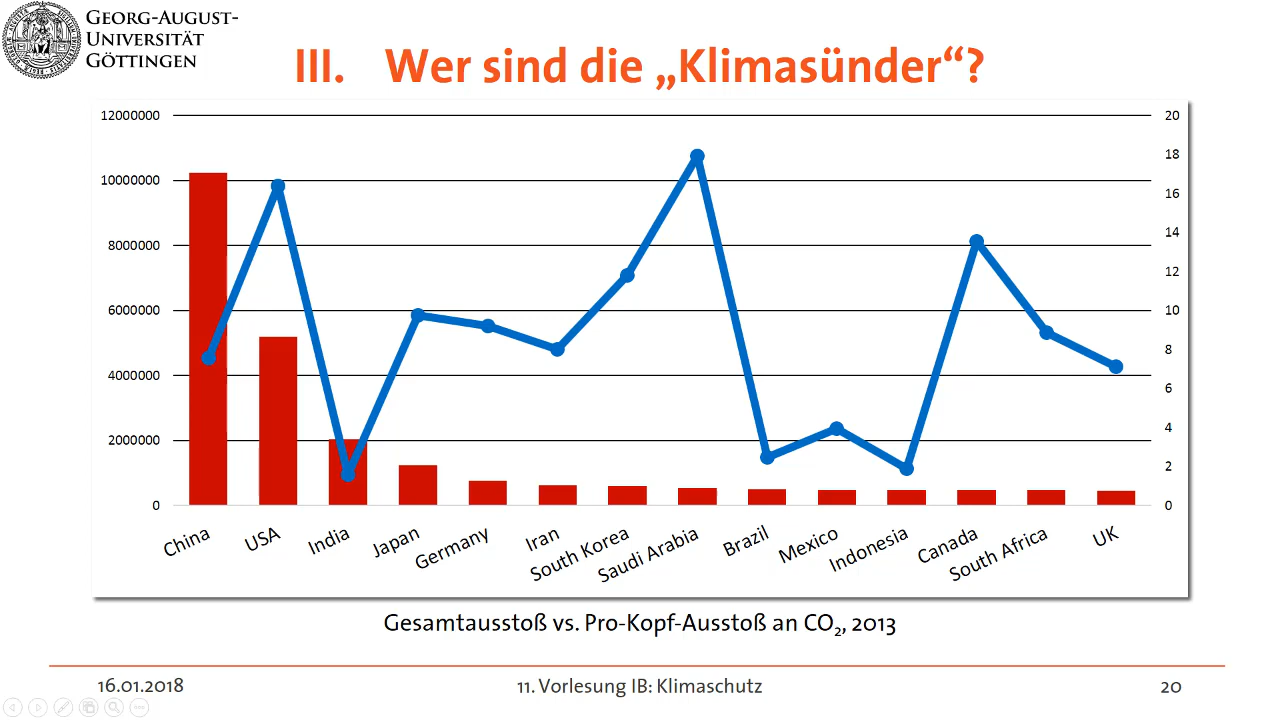 GEORG-AUGUST-
UNIVERSITÄT
GÖTTINGEN
III. Wer sind die „Klimasünder“?
12000000
10000000
8000000
6000000
4000000
2000000
0
20
18
16
14
12
10
8
6
4
2
0
China
USA
India
Japan
Germany
Iran
South Korea
Saudi Arabia
Brazil
Mexico
Indonesia
Canada
South Africa
UK
Gesamtausstoß vs. Pro-Kopf-Ausstoß an CO₂, 2013
16.01.2018
11. Vorlesung IB: Klimaschutz
20